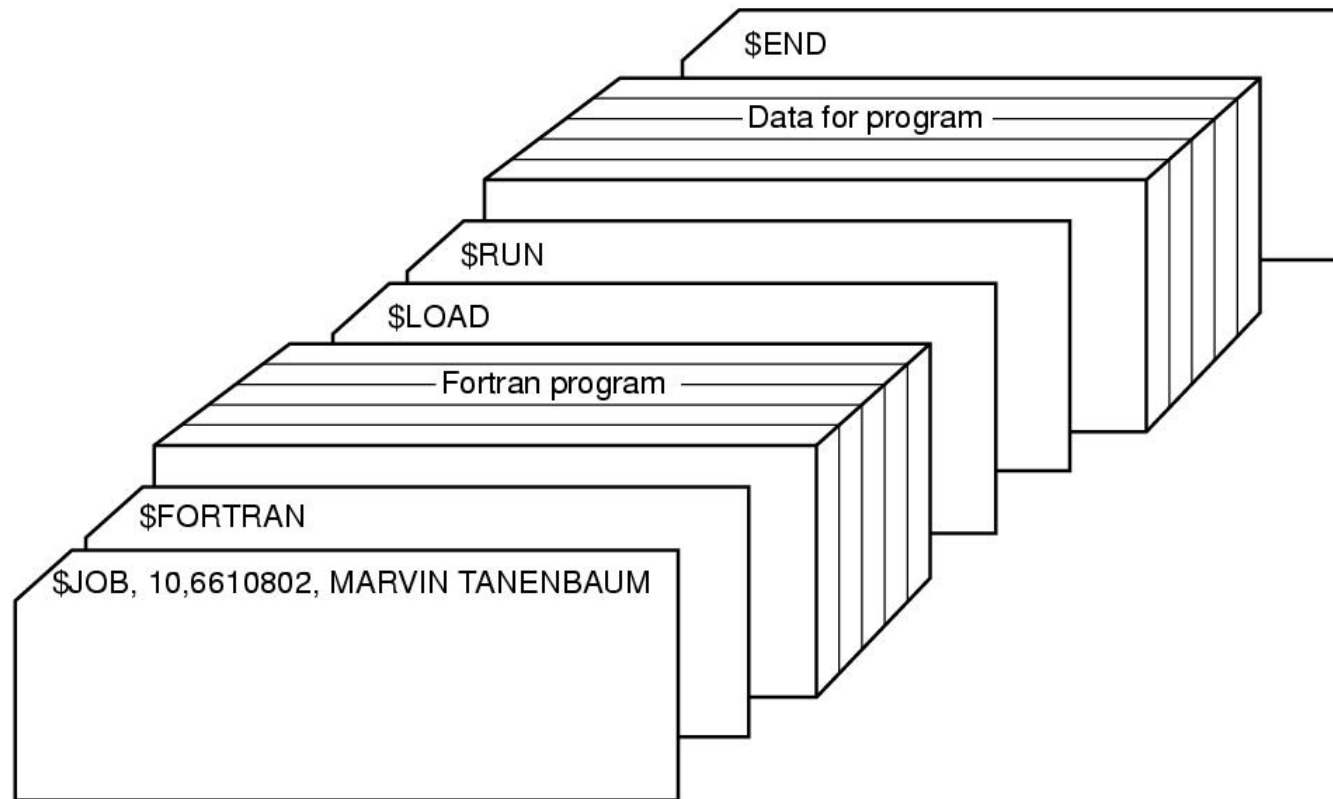 $END
Data for program
$RUN
$LOAD
Fortran program
$FORTRAN
$JOB, 10,6610802, MARVIN TANENBAUM